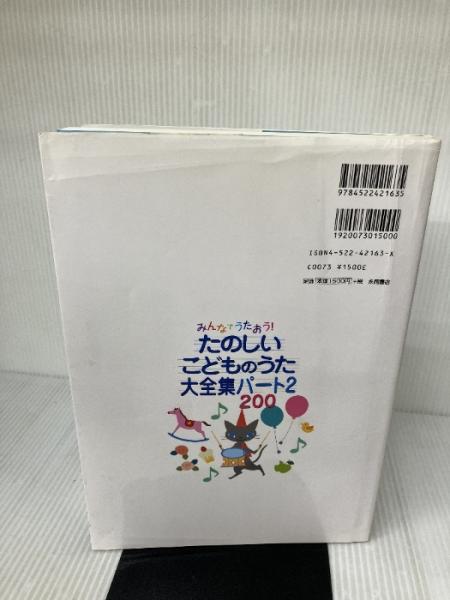 9784522421635
1920073015000
ISBN4-522-42163-X
C0073 ¥1500E
定価 本体1500円 +税 永岡書店
みんなでうたおう!
たのしい
こどものうた
大全集パート2
200